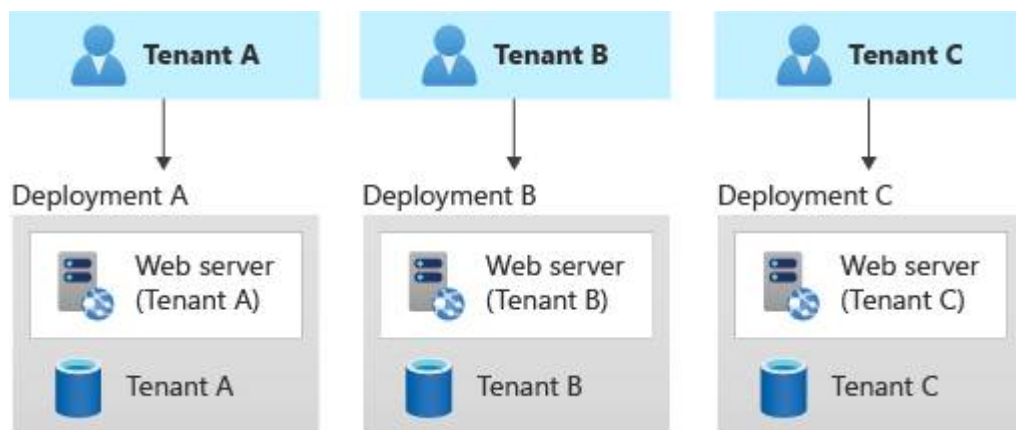 Tenant A
Tenant B
Tenant C
Deployment A
Deployment B
Deployment C
Web server
(Tenant A)
Web server
(Tenant B)
Web server
(Tenant C)
Tenant A
Tenant B
Tenant C